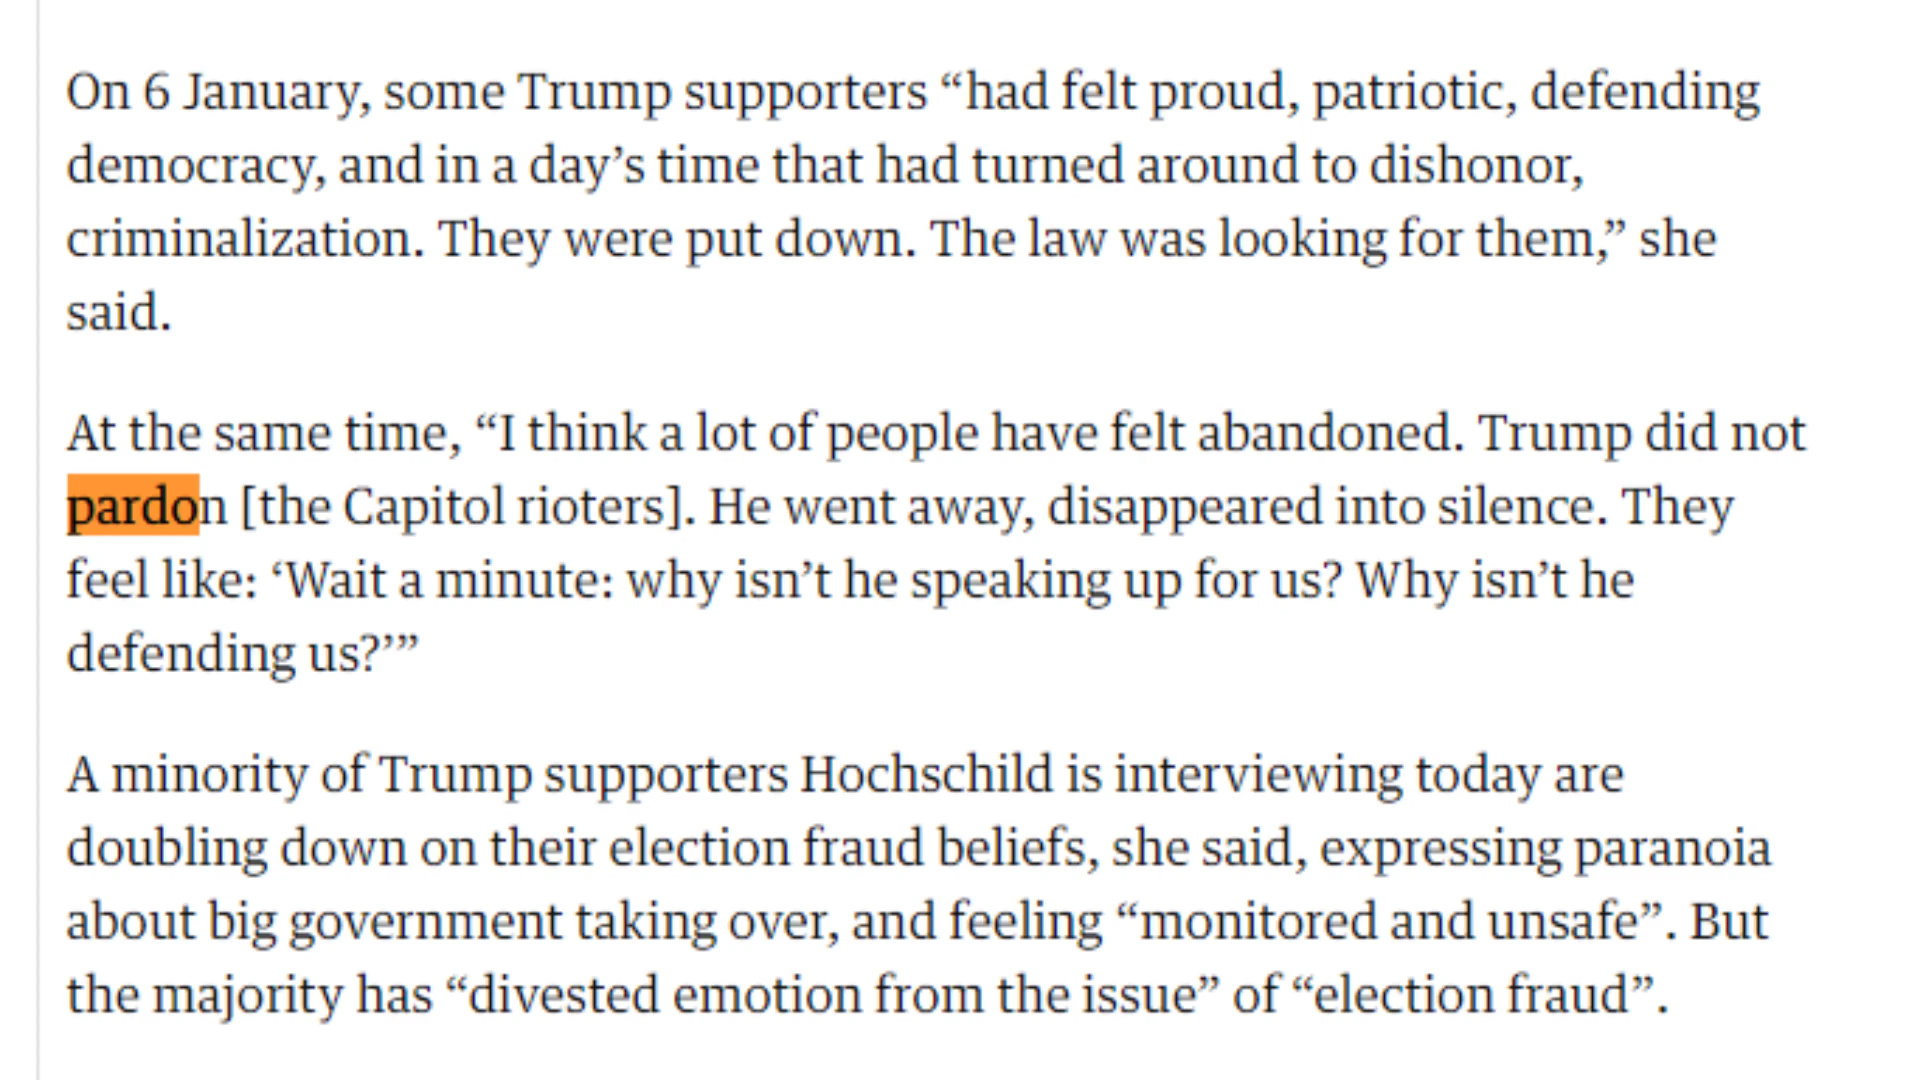 On 6 January, some Trump supporters “had felt proud, patriotic, defending
democracy, and in a day’s time that had turned around to dishonor,
criminalization. They were put down. The law was looking for them,” she
said.
At the same time, “I think a lot of people have felt abandoned. Trump did not
pardon [the Capitol rioters]. He went away, disappeared into silence. They
feel like: ‘Wait a minute: why isn’t he speaking up for us? Why isn’t he
defending us?’”
A minority of Trump supporters Hochschild is interviewing today are
doubling down on their election fraud beliefs, she said, expressing paranoia
about big government taking over, and feeling “monitored and unsafe”. But
the majority has “divested emotion from the issue” of “election fraud”.